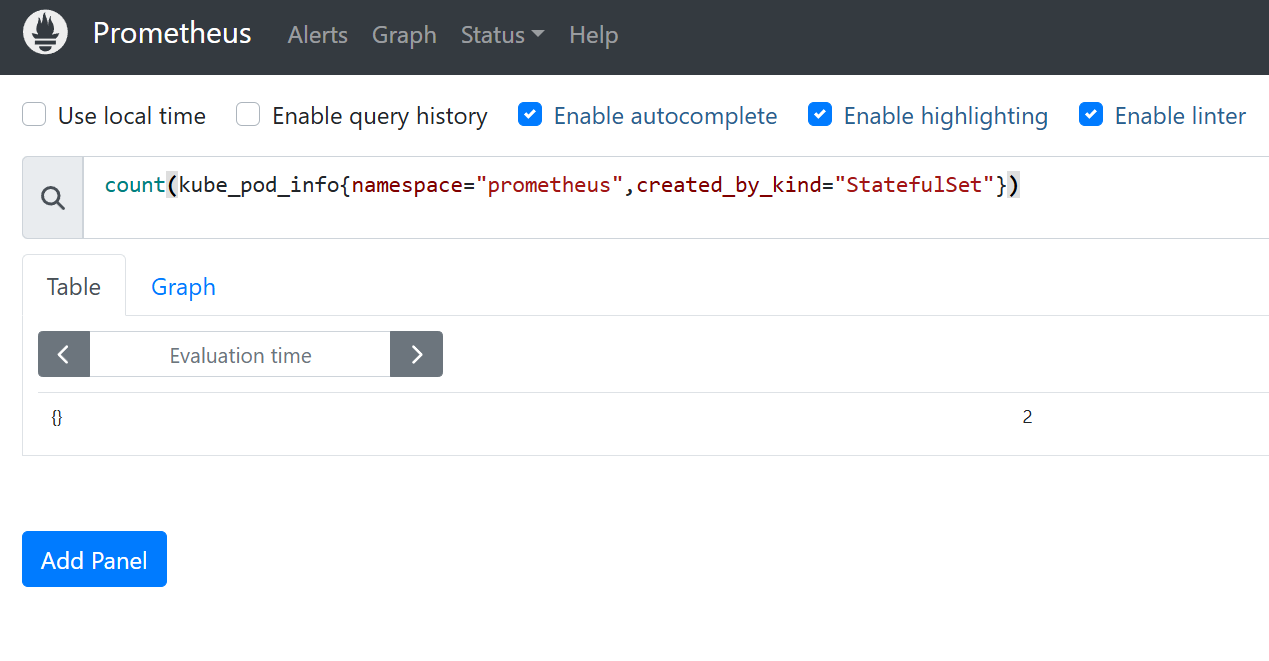 Prometheus Alerts Graph Status Help
Use local time Enable query history Enable autocomplete Enable highlighting Enable linter
count(kube_pod_info{namespace="prometheus",created_by_kind="StatefulSet"})
Table Graph
Evaluation time
{} 2
Add Panel